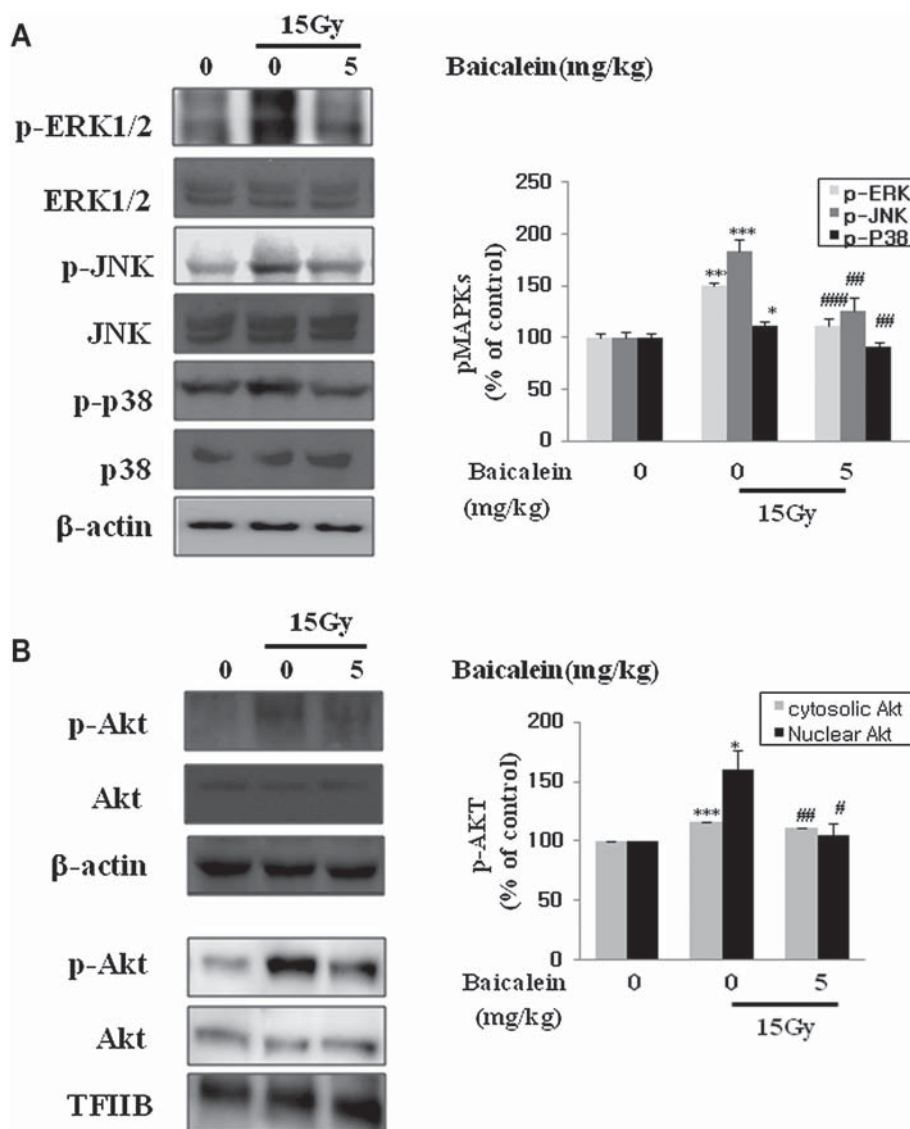 A
15Gy
0 0 5
Baicalein(mg/kg)
p-ERK1/2
ERK1/2
p-JNK
JNK
p-p38
p38
β-actin
250
200
150
100
50
0
pMAPKs
(% of control)
p-ERK
p-JNK
p-P38
***
***
*
###
##
##
Baicalein 0 0 5
(mg/kg)
15Gy
B
15Gy
0 0 5
Baicalein(mg/kg)
p-Akt
Akt
β-actin
p-Akt
Akt
TFIIB
200
150
100
50
0
p-AKT
(% of control)
cytosolic Akt
Nuclear Akt
***
*
##
#
Baicalein 0 0 5
(mg/kg)
15Gy